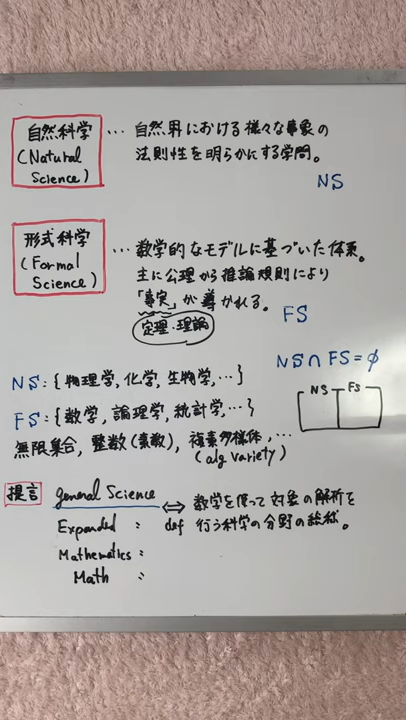 自然科学 … 自然界における様々な事象の
(Natural Science) 法則性を明らかにする学問。
NS
形式科学 … 数学的なモデルに基づいた体系。
(Formal Science) 主に公理から推論規則により
「事実」が導かれる。
定理・理論
FS
NS∩FS=φ
NS FS
NS:{物理学,化学,生物学,…}
FS:{数学,論理学,統計学,…}
無限集合,整数(素数),複素多様体,…
(alg variety)
提言 general Science ⇔ 数学を使って対象の解析を
Expanded 〃 def 行う科学の分野の総称。
Mathematics 〃
Math 〃